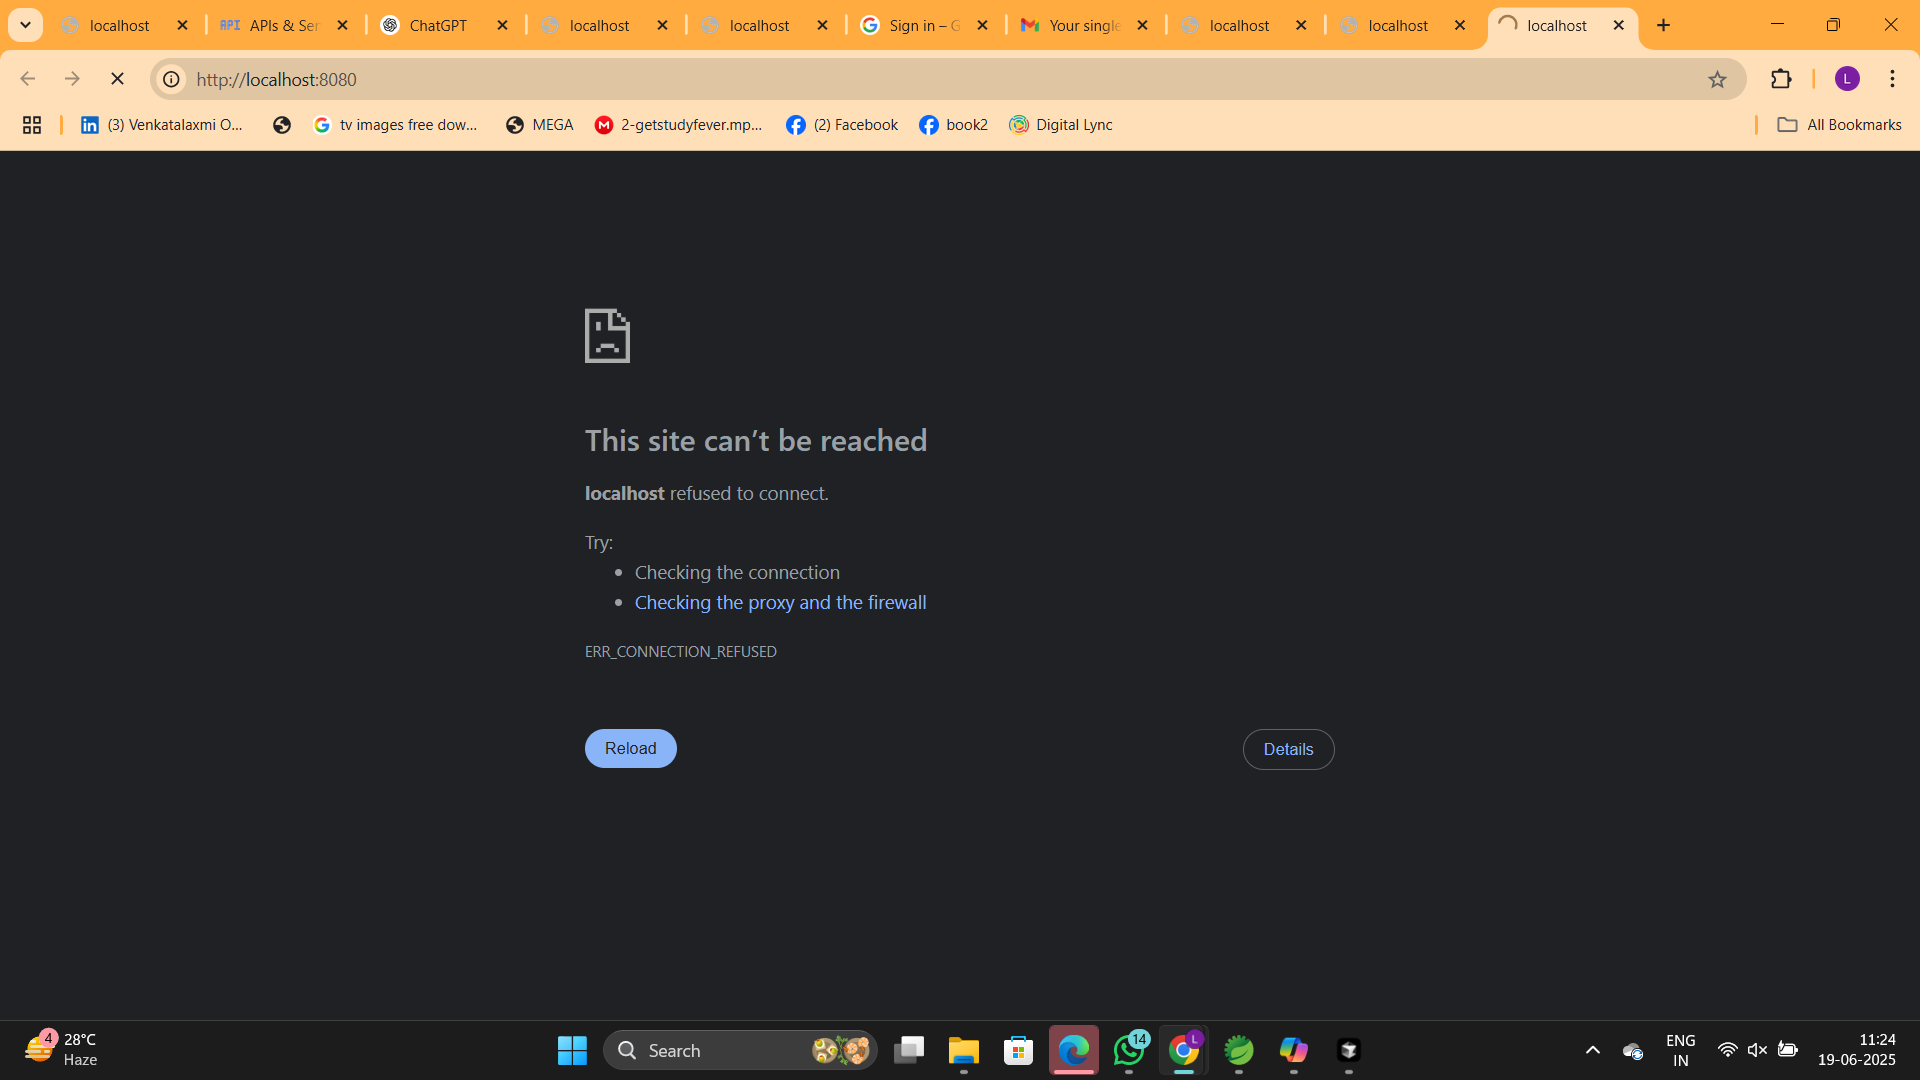 localhost
API APIs & Ser
ChatGPT
localhost
localhost
Sign in – G
Your single
localhost
localhost
localhost
http://localhost:8080
L
(3) Venkatalaxmi O...
tv images free dow...
MEGA
2-getstudyfever.mp...
(2) Facebook
book2
Digital Lync
All Bookmarks
This site can’t be reached
localhost refused to connect.
Try:
Checking the connection
Checking the proxy and the firewall
ERR_CONNECTION_REFUSED
Reload
Details
4
28°C
Haze
Search
14
L
ENG
IN
11:24
19-06-2025